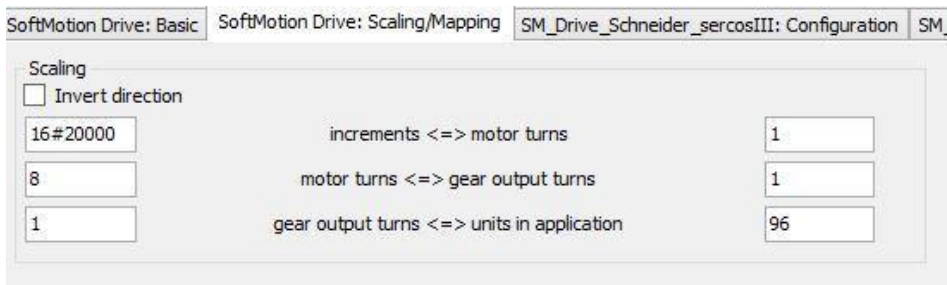 SoftMotion Drive: Basic SoftMotion Drive: Scaling/Mapping SM_Drive_Schneider_sercosIII: Configuration SM_
Scaling
Invert direction
16#20000 increments <=> motor turns 1
8 motor turns <=> gear output turns 1
1 gear output turns <=> units in application 96